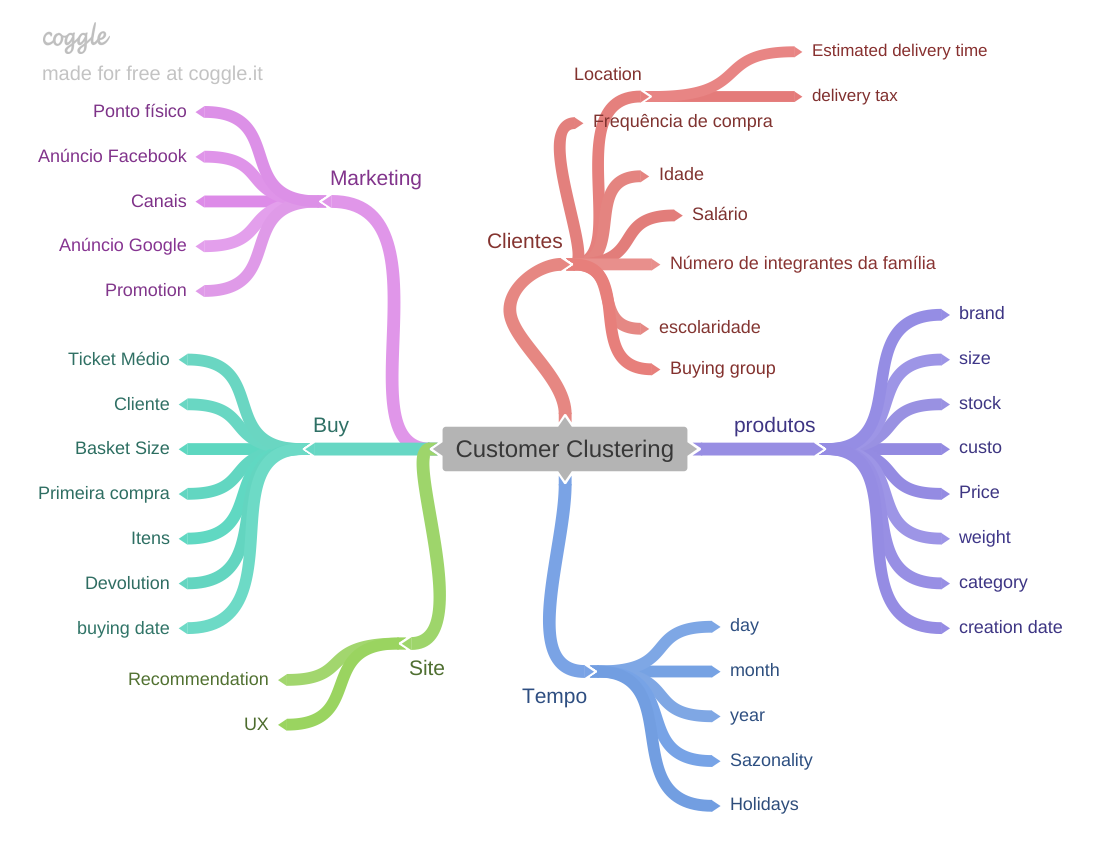 coggle
made for free at coggle.it
Marketing
Ponto físico
Anúncio Facebook
Canais
Anúncio Google
Promotion
Buy
Ticket Médio
Cliente
Basket Size
Primeira compra
Itens
Devolution
buying date
Site
Recommendation
UX
Customer Clustering
Clientes
Location
Estimated delivery time
delivery tax
Frequência de compra
Idade
Salário
Número de integrantes da família
escolaridade
Buying group
produtos
brand
size
stock
custo
Price
weight
category
creation date
Tempo
day
month
year
Sazonality
Holidays